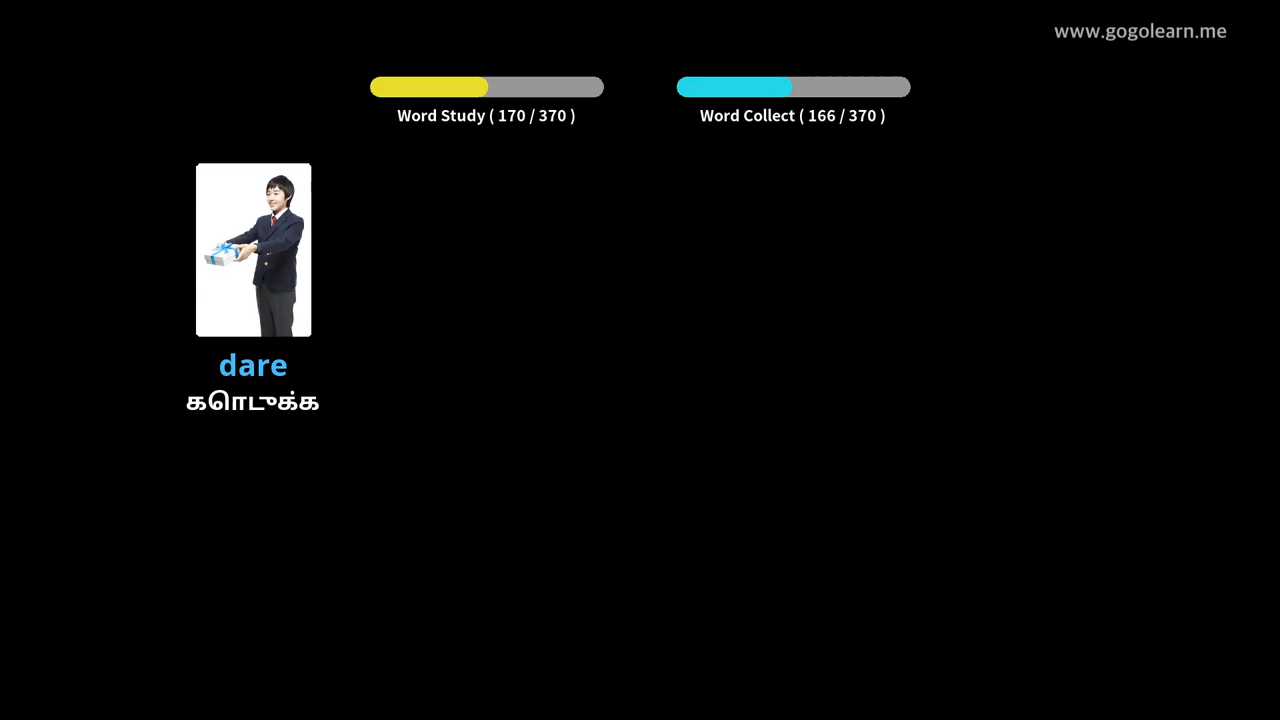 www.gogolearn.me
Word Study ( 170 / 370 )
Word Collect ( 166 / 370 )
dare
கொடுக்க